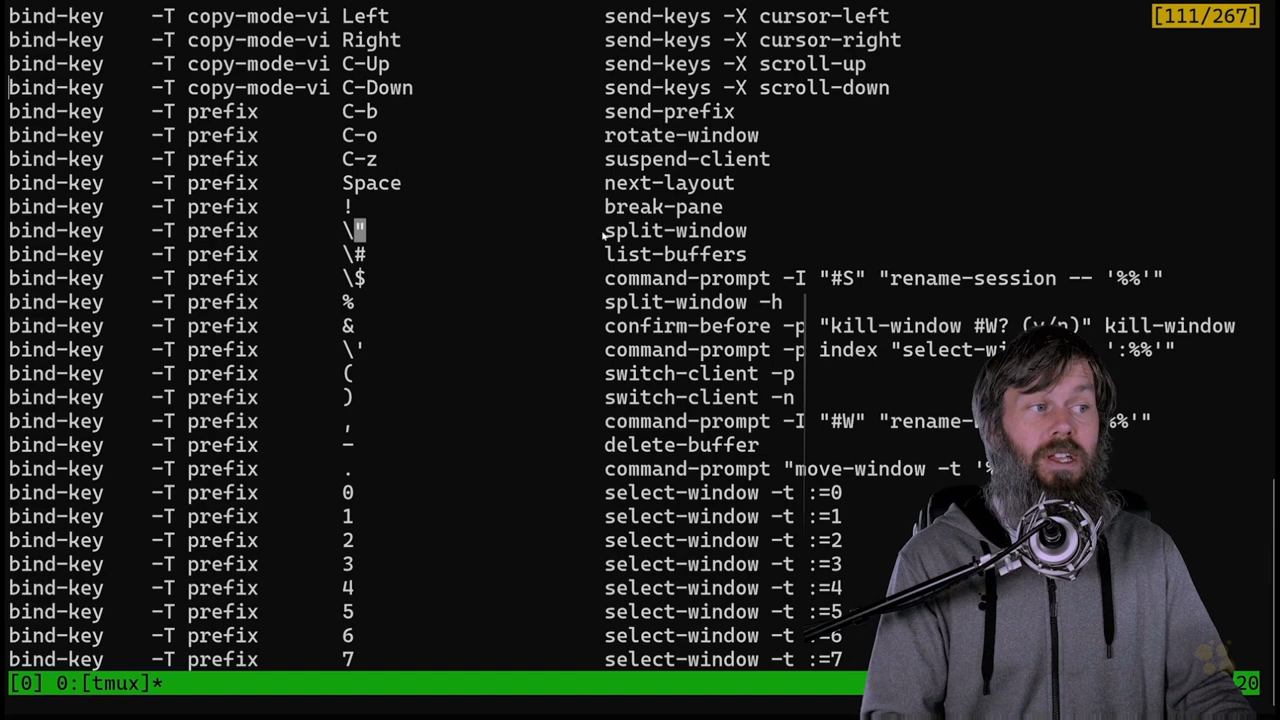 bind-key -T copy-mode-vi Left send-keys -X cursor-left [111/267]
bind-key -T copy-mode-vi Right send-keys -X cursor-right
bind-key -T copy-mode-vi C-Up send-keys -X scroll-up
bind-key -T copy-mode-vi C-Down send-keys -X scroll-down
bind-key -T prefix C-b send-prefix
bind-key -T prefix C-o rotate-window
bind-key -T prefix C-z suspend-client
bind-key -T prefix Space next-layout
bind-key -T prefix ! break-pane
bind-key -T prefix \" split-window
bind-key -T prefix \# list-buffers
bind-key -T prefix \$ command-prompt -I "#S" "rename-session -- '%%'"
bind-key -T prefix % split-window -h
bind-key -T prefix & confirm-before -p "kill-window #W? (y/n)" kill-window
bind-key -T prefix \' command-prompt -p index ':%%'"
bind-key -T prefix ( switch-client -p
bind-key -T prefix ) switch-client -n
bind-key -T prefix , command-prompt -I "#W"
bind-key -T prefix - delete-buffer
bind-key -T prefix . command-prompt "move-window -t
bind-key -T prefix 0 select-window -t :=0
bind-key -T prefix 1 select-window -t :=1
bind-key -T prefix 2 select-window -t :=2
bind-key -T prefix 3 select-window -t :=3
bind-key -T prefix 4 select-window -t :=4
bind-key -T prefix 5 select-window -t :=5
bind-key -T prefix 6 select-window -t :=6
bind-key -T prefix 7 select-window -t :=7
[0] 0:[tmux]* 20